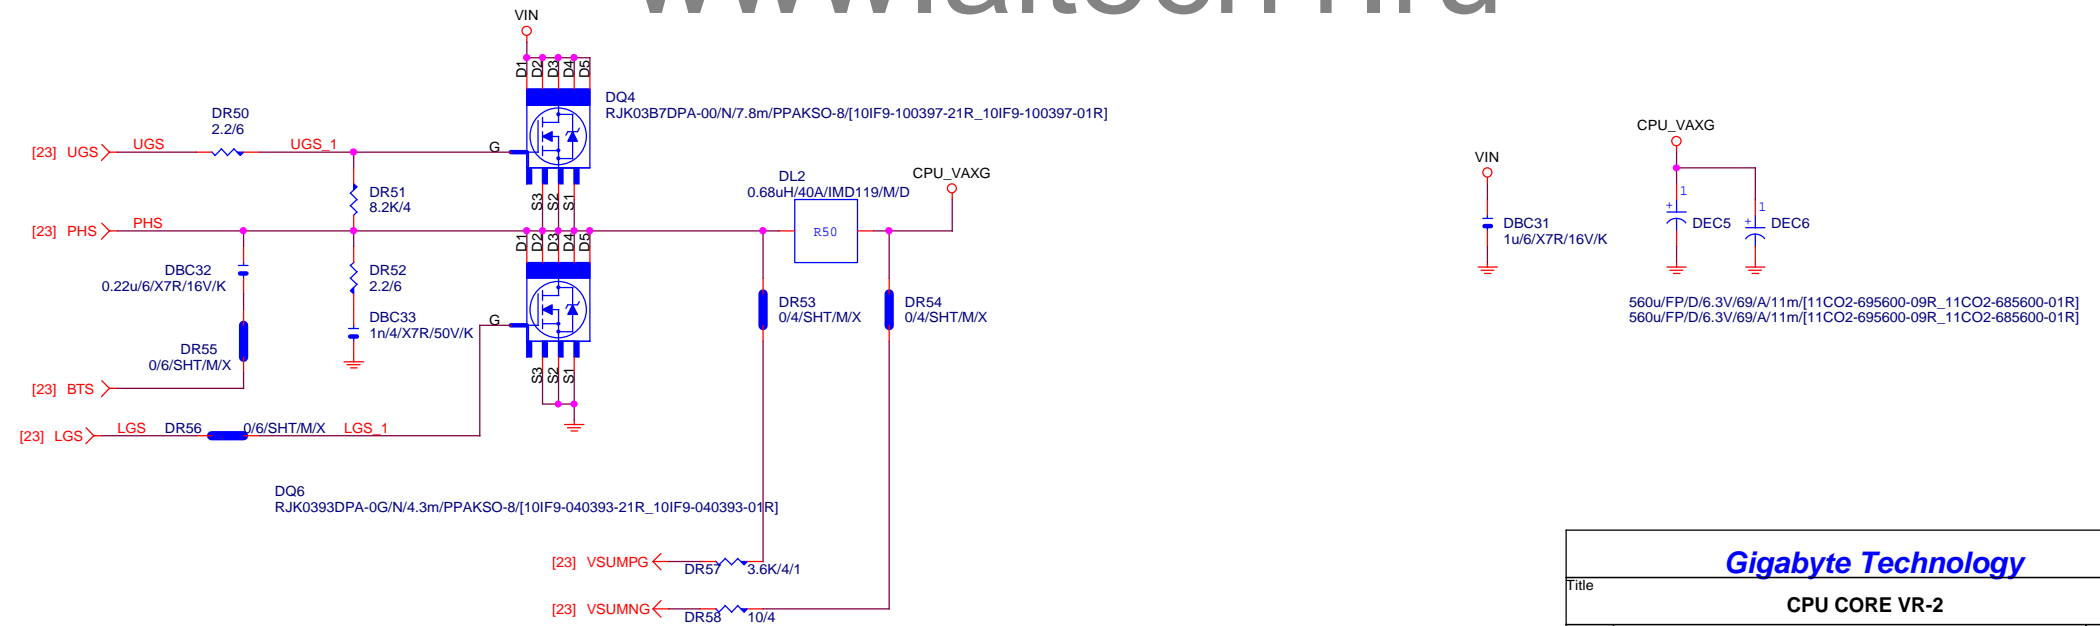 www.aitech1.ru
VIN
D1 D2 D3 D4 D5
DQ4
RJK03B7DPA-00/N/7.8m/PPAKSO-8/[10IF9-100397-21R_10IF9-100397-01R]
DR50
2.2/6
[23] UGS
UGS
UGS_1
G
DR51
8.2K/4
S3 S2 S1
DL2
0.68uH/40A/IMD119/M/D
CPU_VAXG
R50
[23] PHS
PHS
D1 D2 D3 D4 D5
DBC32
0.22u/6/X7R/16V/K
DR52
2.2/6
DBC33
1n/4/X7R/50V/K
G
DR53
0/4/SHT/M/X
DR54
0/4/SHT/M/X
DR55
0/6/SHT/M/X
[23] BTS
S3 S2 S1
[23] LGS
LGS
DR56
0/6/SHT/M/X
LGS_1
DQ6
RJK0393DPA-0G/N/4.3m/PPAKSO-8/[10IF9-040393-21R_10IF9-040393-01R]
[23] VSUMPG
DR57
3.6K/4/1
[23] VSUMNG
DR58
10/4
VIN
DBC31
1u/6/X7R/16V/K
CPU_VAXG
1
+
DEC5
1
+
DEC6
560u/FP/D/6.3V/69/A/11m/[11CO2-695600-09R_11CO2-685600-01R]
560u/FP/D/6.3V/69/A/11m/[11CO2-695600-09R_11CO2-685600-01R]
Gigabyte Technology
Title
CPU CORE VR-2